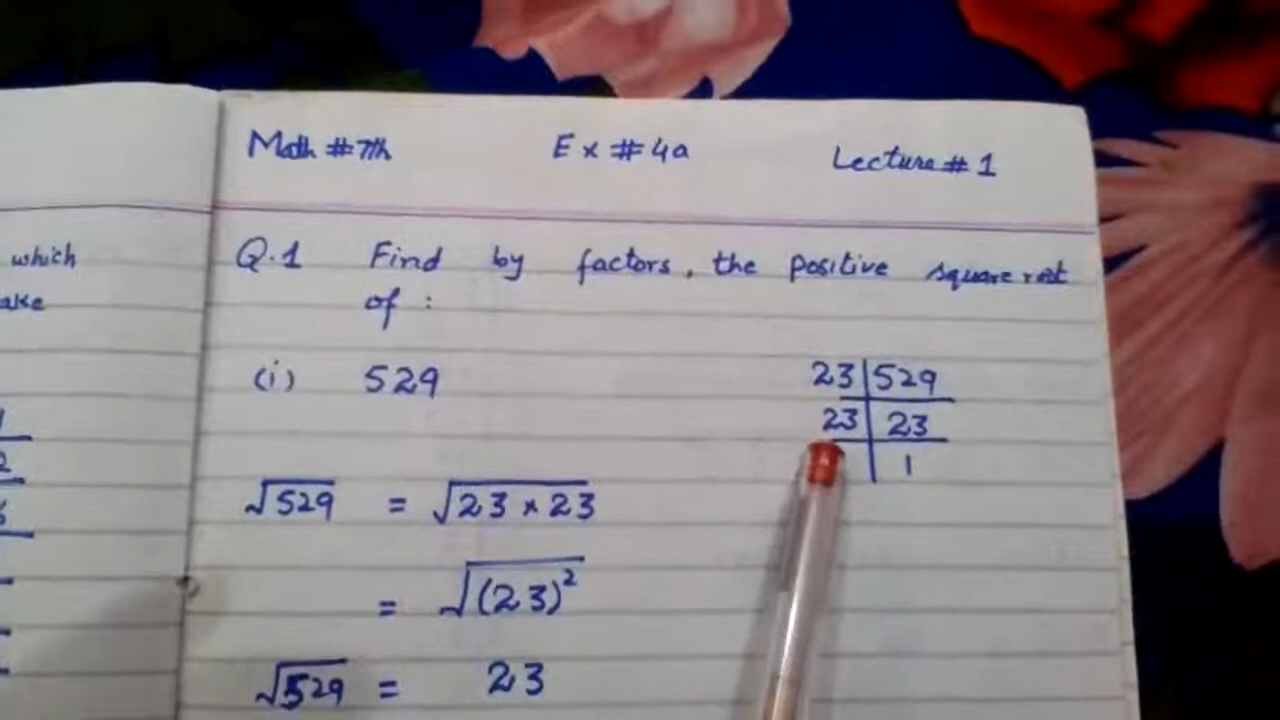 which
ake
Math #7th Ex #4a Lecture #1
Q.1 Find by factors, the positive square root
of :
(i) 529
23 | 529
23 | 23
1
√529 = √23 × 23
= √(23)²
√529 = 23